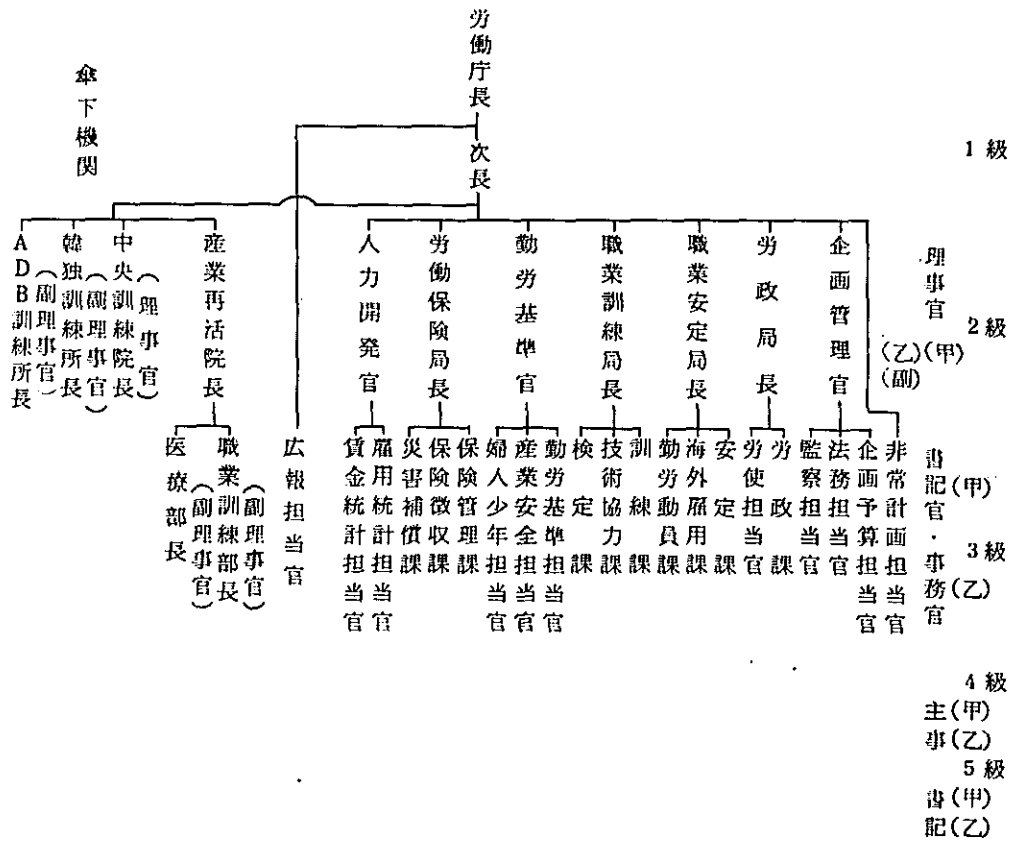 労働庁長
次長
傘下機関
1級
企画管理官
労政局長
職業安定局長
職業訓練局長
勤労基準官
労働保険局長
人力開発官
産業再活院長
中央訓練院長
(理事官)
韓独訓練所長
(副理事官)
ADB訓練所長
(副理事官)
理事官
2級
(乙)(甲)
(副)
非常計画担当官
企画予算担当官
法務担当官
監察担当官
労政課
労使担当官
安定課
海外雇用課
勤労動員課
訓練課
技術協力課
検定課
勤労基準担当官
産業安全担当官
婦人少年担当官
保険管理課
保険徴収課
災害補償課
雇用統計担当官
賃金統計担当官
広報担当官
職業訓練部長
(副理事官)
医療部長
(副理事官)
書記官・事務官
(甲)
3級
(乙)
4級
主事
(甲)
(乙)
5級
書記
(甲)
(乙)